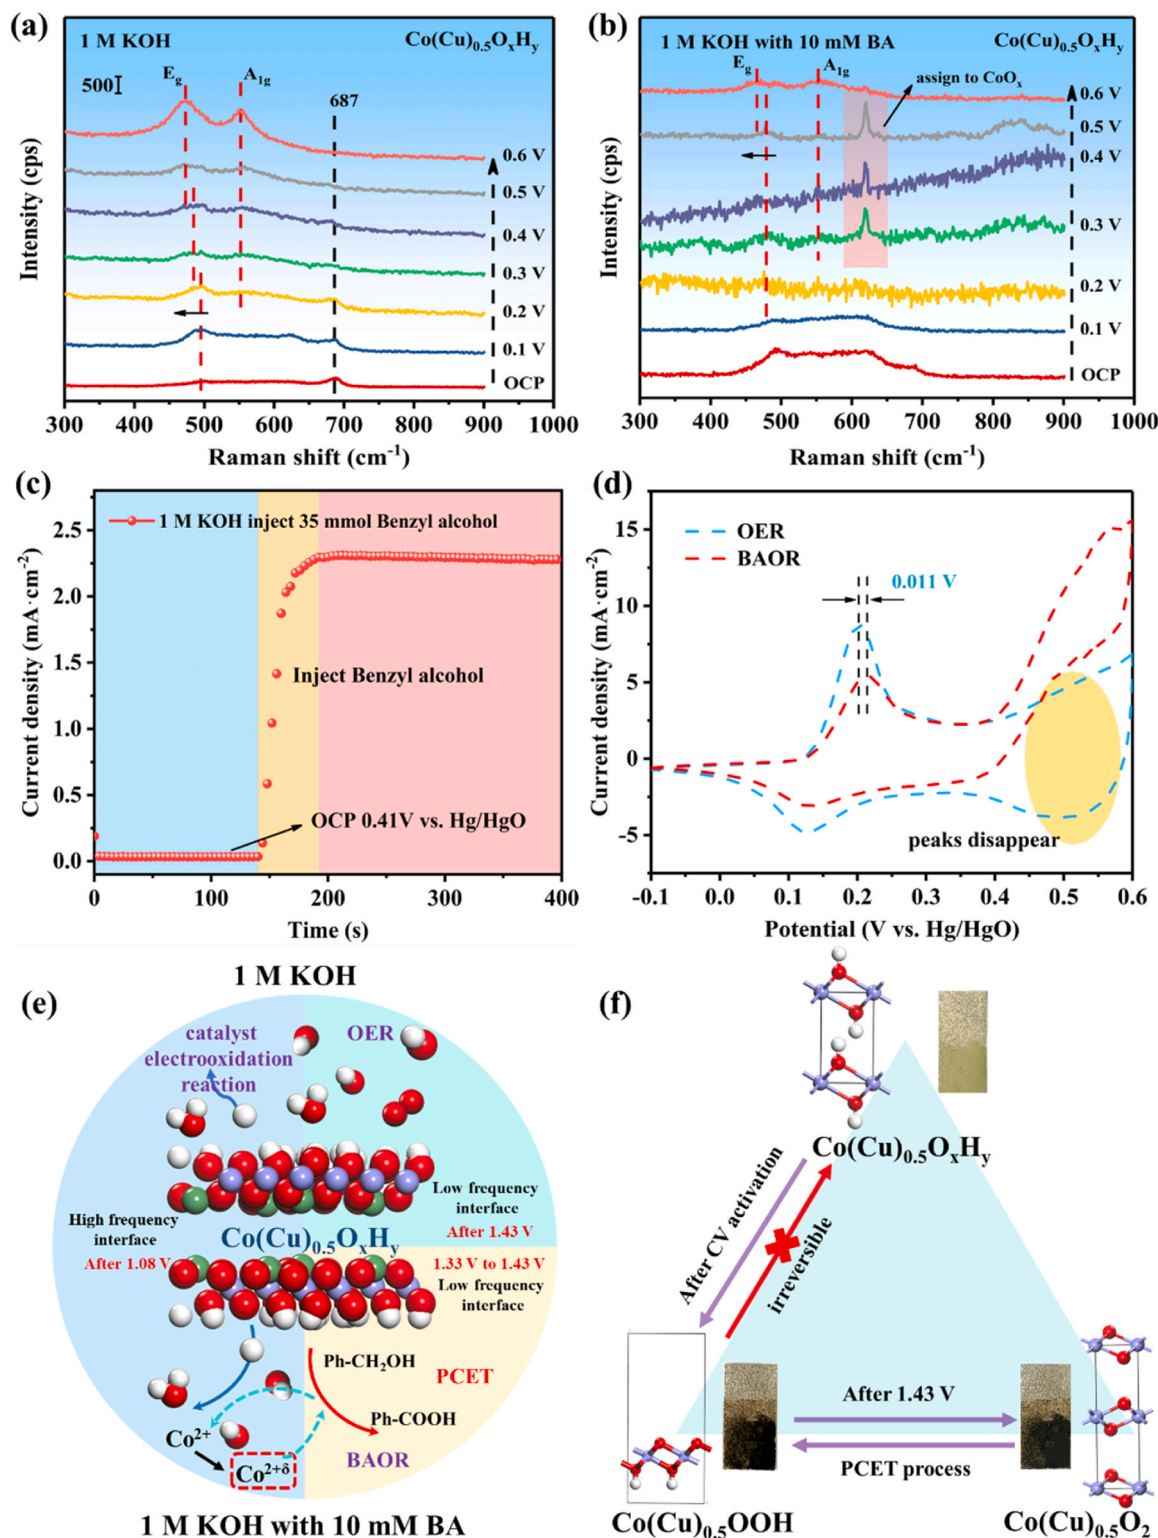 (a)
1 M KOH
Co(Cu)0.5OxHy
500
Eg
A1g
687
0.6 V
0.5 V
0.4 V
0.3 V
0.2 V
0.1 V
OCP
Intensity (cps)
300 400 500 600 700 800 900 1000
Raman shift (cm-1)
(b)
1 M KOH with 10 mM BA
Co(Cu)0.5OxHy
Eg
A1g
assign to CoOx
0.6 V
0.5 V
0.4 V
0.3 V
0.2 V
0.1 V
OCP
Intensity (cps)
300 400 500 600 700 800 900 1000
Raman shift (cm-1)
(c)
1 M KOH inject 35 mmol Benzyl alcohol
2.5
2.0
1.5
1.0
0.5
0.0
Inject Benzyl alcohol
OCP 0.41V vs. Hg/HgO
Current density (mA·cm-2)
0 100 200 300 400
Time (s)
(d)
OER
BAOR
0.011 V
15
10
5
0
-5
peaks disappear
Current density (mA·cm-2)
-0.1 0.0 0.1 0.2 0.3 0.4 0.5 0.6
Potential (V vs. Hg/HgO)
(e)
1 M KOH
catalyst
electrooxidation
reaction
OER
High frequency
interface
After 1.08 V
Low frequency
interface
After 1.43 V
Co(Cu)0.5OxHy
1.33 V to 1.43 V
Low frequency
interface
Ph-CH2OH
PCET
Ph-COOH
BAOR
Co2+
Co2+δ
1 M KOH with 10 mM BA
(f)
Co(Cu)0.5OxHy
After CV activation
irreversible
After 1.43 V
PCET process
Co(Cu)0.5OOH
Co(Cu)0.5O2